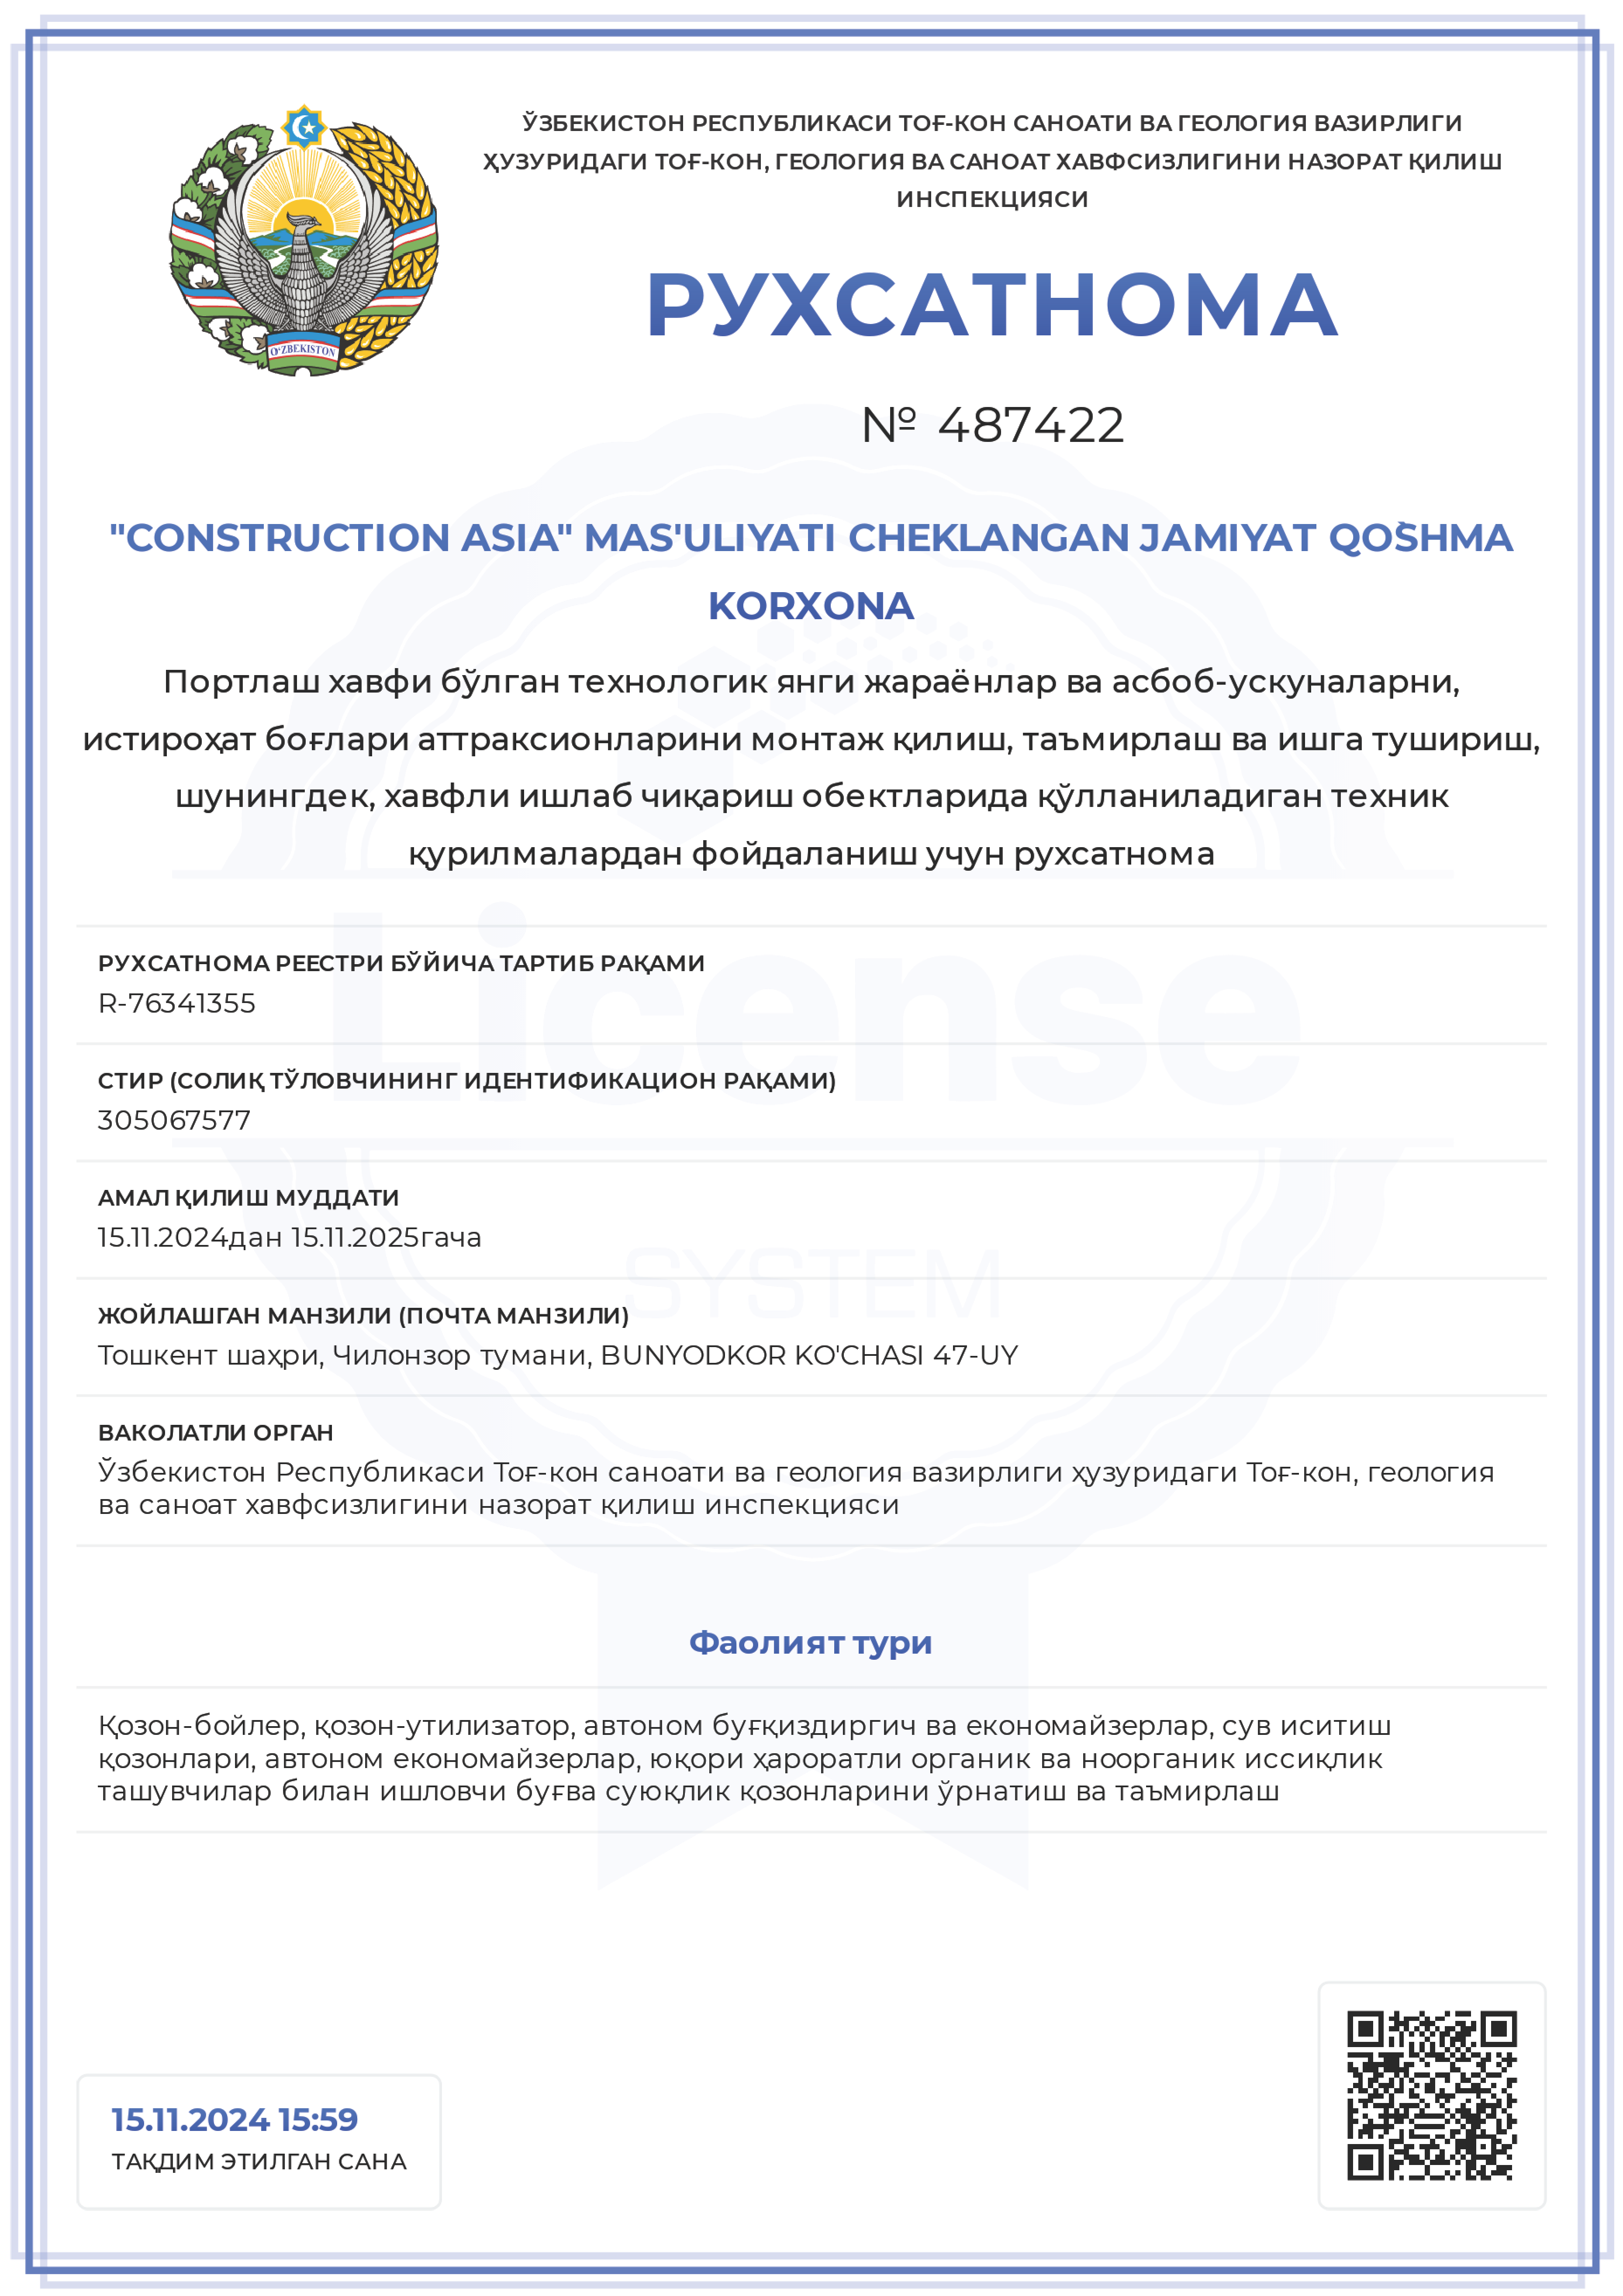 ЎЗБЕКИСТОН РЕСПУБЛИКАСИ ТОҒ-КОН САНОАТИ ВА ГЕОЛОГИЯ ВАЗИРЛИГИ
ҲУЗУРИДАГИ ТОҒ-КОН, ГЕОЛОГИЯ ВА САНОАТ ХАВФСИЗЛИГИНИ НАЗОРАТ ҚИЛИШ
ИНСПЕКЦИЯСИ
O‘ZBEKISTON
РУХСАТНОМА
№ 487422
"CONSTRUCTION ASIA" MAS'ULIYATI CHEKLANGAN JAMIYAT QO`SHMA
KORXONA
Портлаш хавфи бўлган технологик янги жараёнлар ва асбоб-ускуналарни,
истироҳат боғлари аттраксионларини монтаж қилиш, таъмирлаш ва ишга тушириш,
шунингдек, хавфли ишлаб чиқариш обектларида қўлланиладиган техник
қурилмалардан фойдаланиш учун рухсатнома
РУХСАТНОМА РЕЕСТРИ БЎЙИЧА ТАРТИБ РАҚАМИ
R-76341355
License
СТИР (СОЛИҚ ТЎЛОВЧИНИНГ ИДЕНТИФИКАЦИОН РАҚАМИ)
305067577
АМАЛ ҚИЛИШ МУДДАТИ
15.11.2024дан 15.11.2025гача
SYSTEM
ЖОЙЛАШГАН МАНЗИЛИ (ПОЧТА МАНЗИЛИ)
Тошкент шаҳри, Чилонзор тумани, BUNYODKOR KO'CHASI 47-UY
ВАКОЛАТЛИ ОРГАН
Ўзбекистон Республикаси Тоғ-кон саноати ва геология вазирлиги ҳузуридаги Тоғ-кон, геология
ва саноат хавфсизлигини назорат қилиш инспекцияси
Фаолият тури
Қозон-бойлер, қозон-утилизатор, автоном буғқиздиргич ва економайзерлар, сув иситиш
қозонлари, автоном економайзерлар, юқори ҳароратли органик ва ноорганик иссиқлик
ташувчилар билан ишловчи буғва суюқлик қозонларини ўрнатиш ва таъмирлаш
15.11.2024 15:59
ТАҚДИМ ЭТИЛГАН САНА